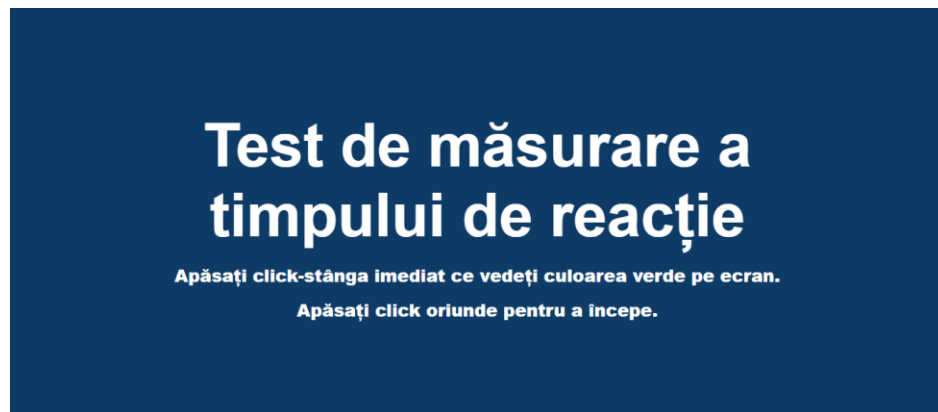 Test de măsurare a
timpului de reacție
Apăsați click-stânga imediat ce vedeți culoarea verde pe ecran.
Apăsați click oriunde pentru a începe.